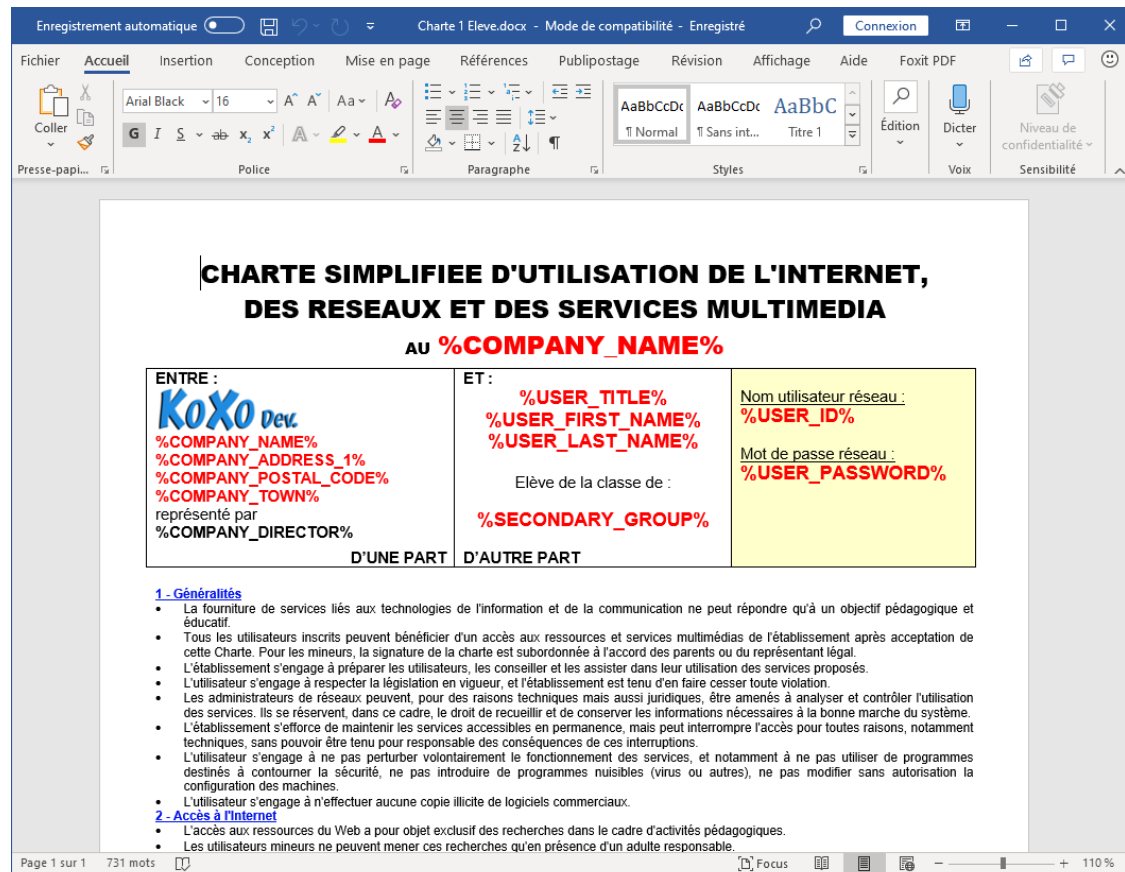 Enregistrement automatique
Charte 1 Eleve.docx - Mode de compatibilité - Enregistré
Connexion
Fichier Accueil Insertion Conception Mise en page Références Publipostage Révision Affichage Aide Foxit PDF
Arial Black 16
AaBbCcDc AaBbCcDc AaBbC
Coller
¶ Normal ¶ Sans int... Titre 1
Édition Dicter Niveau de confidentialité
Presse-papi... Police Paragraphe Styles Voix Sensibilité
CHARTE SIMPLIFIEE D'UTILISATION DE L'INTERNET,
DES RESEAUX ET DES SERVICES MULTIMEDIA
AU %COMPANY_NAME%
ENTRE :
KoXo Dev.
%COMPANY_NAME%
%COMPANY_ADDRESS_1%
%COMPANY_POSTAL_CODE%
%COMPANY_TOWN%
représenté par
%COMPANY_DIRECTOR%
D'UNE PART
ET :
%USER_TITLE%
%USER_FIRST_NAME%
%USER_LAST_NAME%
Elève de la classe de :
%SECONDARY_GROUP%
D'AUTRE PART
Nom utilisateur réseau :
%USER_ID%
Mot de passe réseau :
%USER_PASSWORD%
1 - Généralités
• La fourniture de services liés aux technologies de l'information et de la communication ne peut répondre qu'à un objectif pédagogique et
éducatif.
• Tous les utilisateurs inscrits peuvent bénéficier d'un accès aux ressources et services multimédias de l'établissement après acceptation de
cette Charte. Pour les mineurs, la signature de la charte est subordonnée à l'accord des parents ou du représentant légal.
• L'établissement s'engage à préparer les utilisateurs, les conseiller et les assister dans leur utilisation des services proposés.
• L'utilisateur s'engage à respecter la législation en vigueur, et l'établissement est tenu d'en faire cesser toute violation.
• Les administrateurs de réseaux peuvent, pour des raisons techniques mais aussi juridiques, être amenés à analyser et contrôler l'utilisation
des services. Ils se réservent, dans ce cadre, le droit de recueillir et de conserver les informations nécessaires à la bonne marche du système.
• L'établissement s'efforce de maintenir les services accessibles en permanence, mais peut interrompre l'accès pour toutes raisons, notamment
techniques, sans pouvoir être tenu pour responsable des conséquences de ces interruptions.
• L'utilisateur s'engage à ne pas perturber volontairement le fonctionnement des services, et notamment à ne pas utiliser de programmes
destinés à contourner la sécurité, ne pas introduire de programmes nuisibles (virus ou autres), ne pas modifier sans autorisation la
configuration des machines.
• L'utilisateur s'engage à n'effectuer aucune copie illicite de logiciels commerciaux.
2 - Accès à l'Internet
• L'accès aux ressources du Web a pour objet exclusif des recherches dans le cadre d'activités pédagogiques.
• Les utilisateurs mineurs ne peuvent mener ces recherches qu'en présence d'un adulte responsable.
Page 1 sur 1 731 mots Focus 110 %